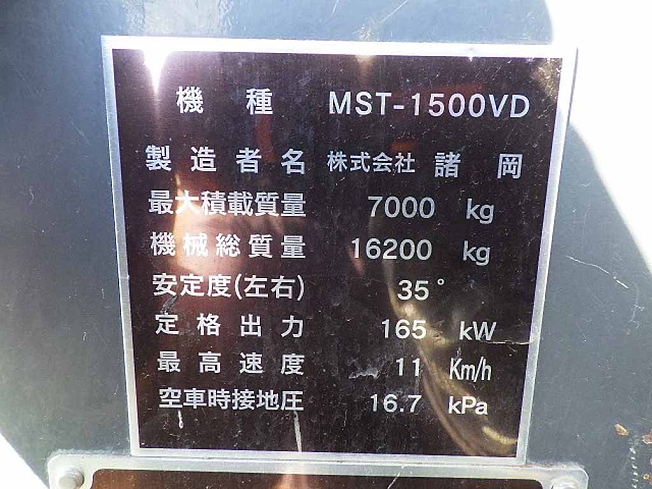 機種 MST-1500VD
製造者名 株式会社 諸岡
最大積載質量 7000 kg
機械総質量 16200 kg
安定度(左右) 35°
定格出力 165 kW
最高速度 11 Km/h
空車時接地圧 16.7 kPa